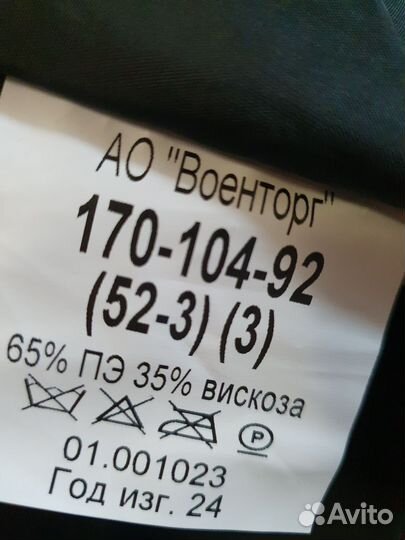 АО "Военторг"
170-104-92
(52-3) (3)
65% ПЭ 35% вискоза
P
01.001023
Год изг. 24
Avito